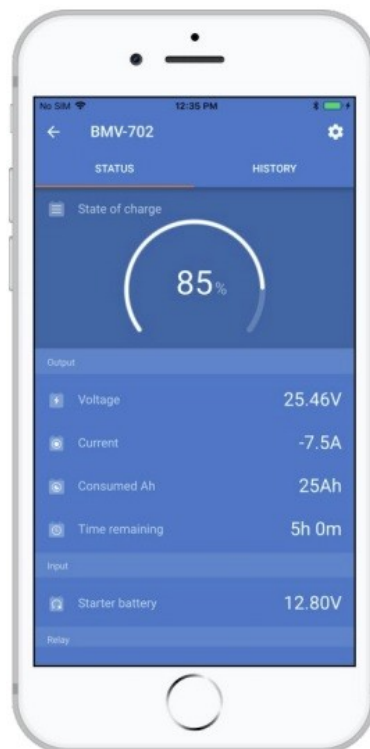 No SIM 12:35 PM
BMV-702
STATUS HISTORY
State of charge
85%
Output
Voltage 25.46V
Current -7.5A
Consumed Ah 25Ah
Time remaining 5h 0m
Input
Starter battery 12.80V
Relay